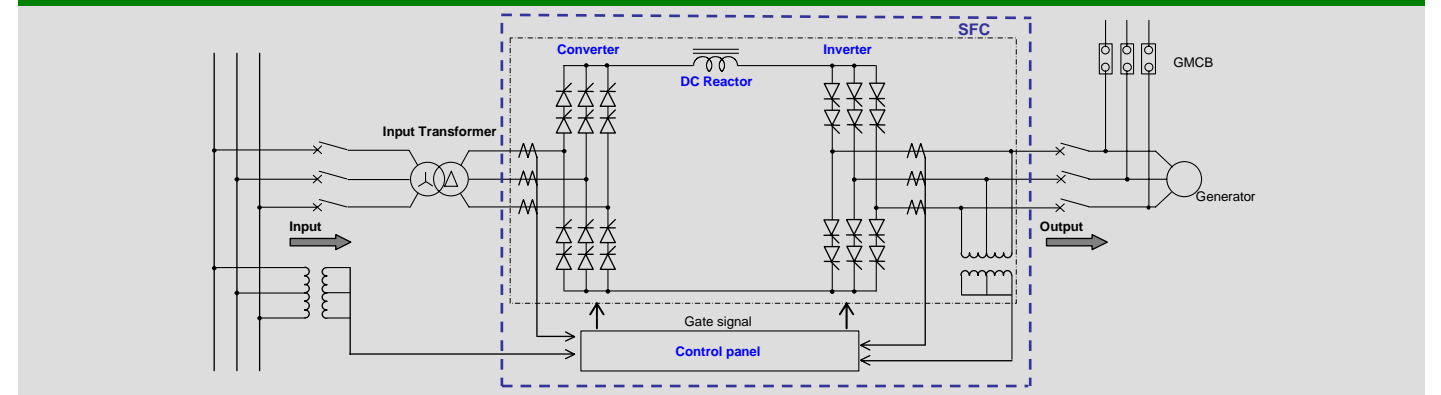 SFC
Converter
Inverter
DC Reactor
GMCB
Input Transformer
Generator
Input
Output
Gate signal
Control panel